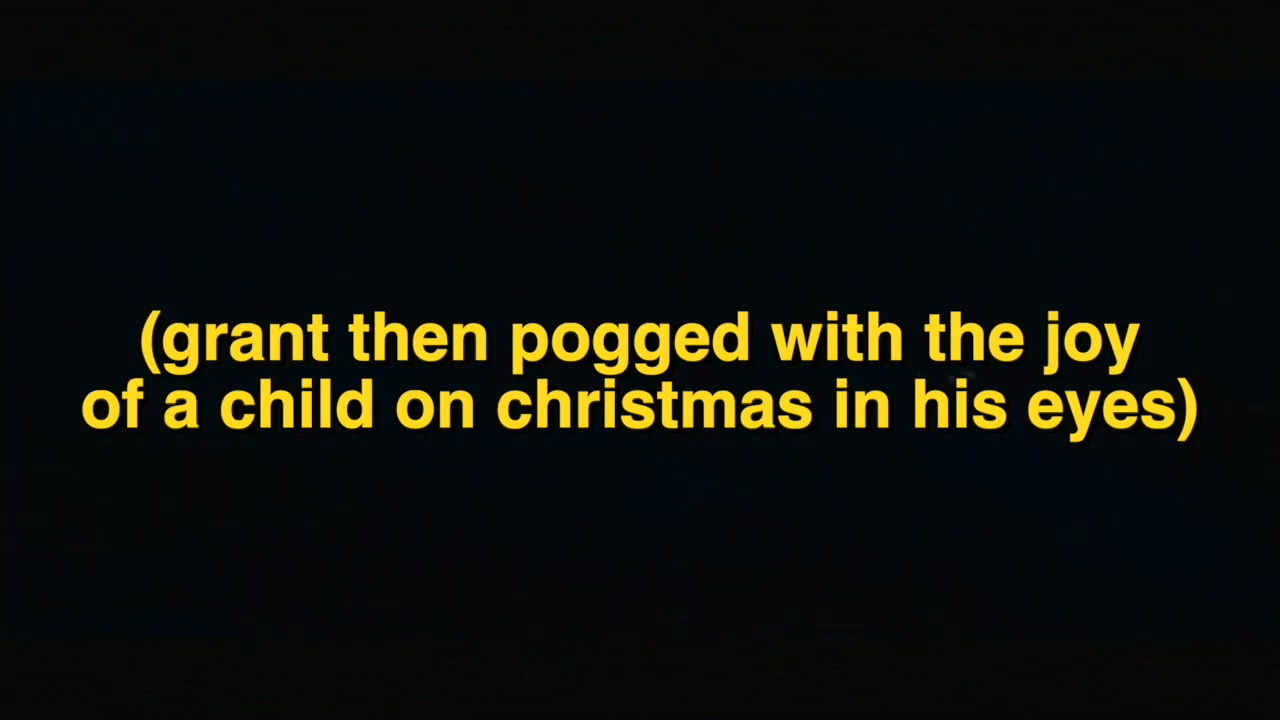 (grant then pogged with the joy
of a child on christmas in his eyes)